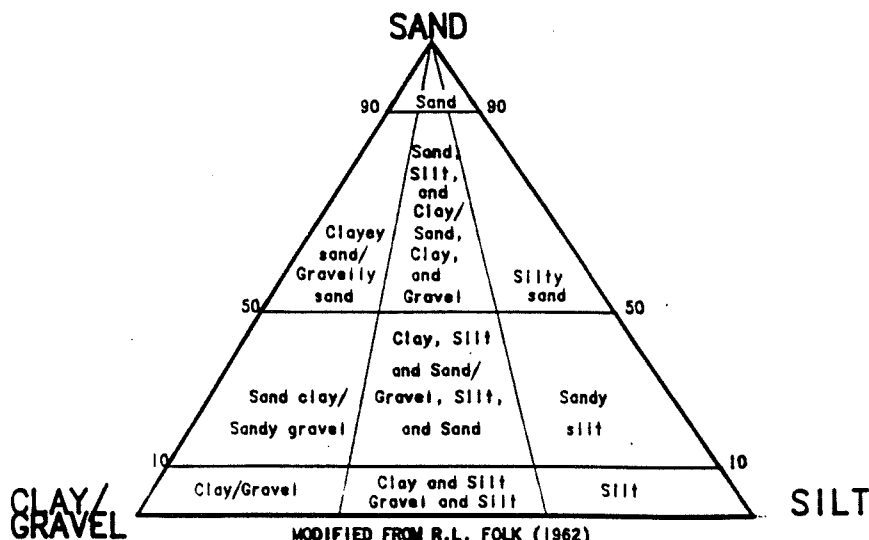 SAND
90 Sand 90
Sand,
Silt,
and
Clay/
Sand,
Clay,
and
Gravel
Clayey
sand/
Gravelly
sand
Silty
sand
50 50
Clay, Silt
and Sand/
Gravel, Silt,
and Sand
Sand clay/
Sandy gravel
Sandy
silt
10 10
Clay/Gravel
Clay and Silt
Gravel and Silt
Silt
CLAY/
GRAVEL
SILT
MODIFIED FROM R.L. FOLK (1962)